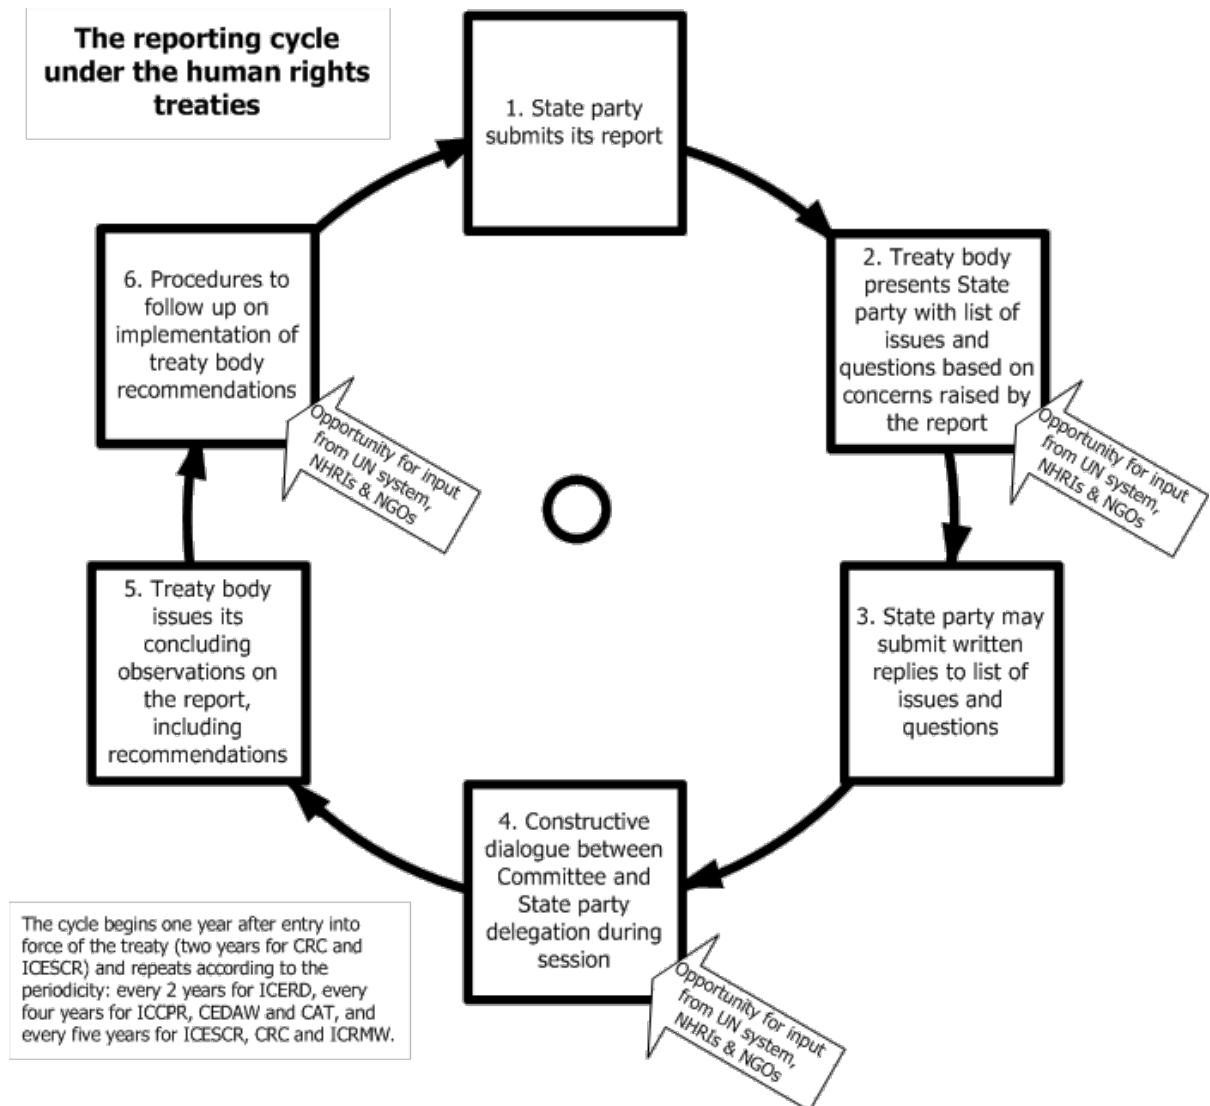 The reporting cycle
under the human rights
treaties
1. State party
submits its report
2. Treaty body
presents State
party with list of
issues and
questions based on
concerns raised by
the report
Opportunity for input
from UN system,
NHRIs & NGOs
3. State party may
submit written
replies to list of
issues and
questions
4. Constructive
dialogue between
Committee and
State party
delegation during
session
Opportunity for input
from UN system,
NHRIs & NGOs
5. Treaty body
issues its
concluding
observations on
the report,
including
recommendations
6. Procedures to
follow up on
implementation of
treaty body
recommendations
Opportunity for input
from UN system,
NHRIs & NGOs
The cycle begins one year after entry into
force of the treaty (two years for CRC and
ICESCR) and repeats according to the
periodicity: every 2 years for ICERD, every
four years for ICCPR, CEDAW and CAT, and
every five years for ICESCR, CRC and ICRMW.